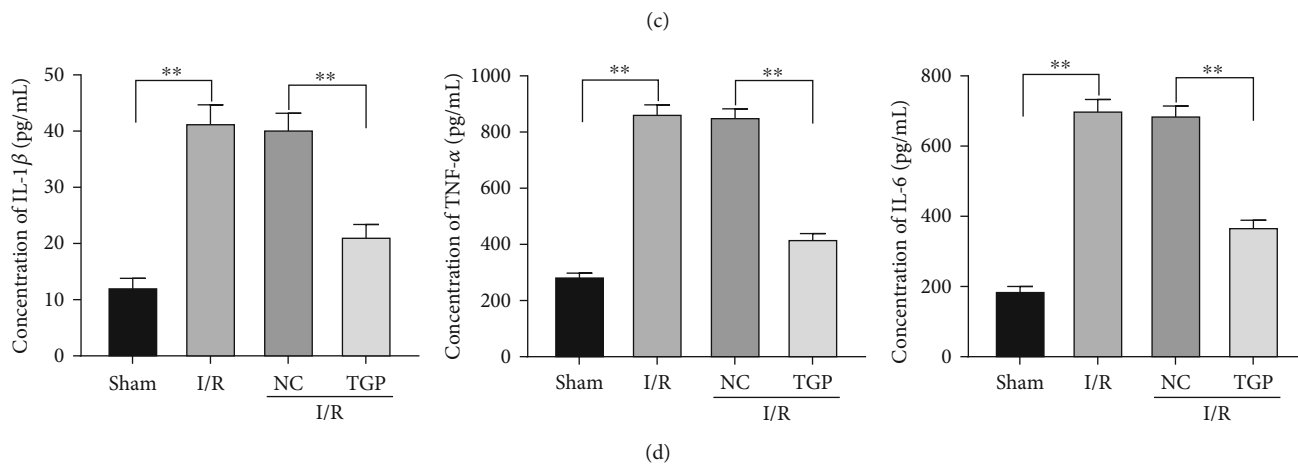 (c)
Concentration of IL-1β (pg/mL)
50
40
30
20
10
0
**
**
Sham
I/R
NC
TGP
I/R
Concentration of TNF-α (pg/mL)
1000
800
600
400
200
0
**
**
Sham
I/R
NC
TGP
I/R
Concentration of IL-6 (pg/mL)
800
600
400
200
0
**
**
Sham
I/R
NC
TGP
I/R
(d)